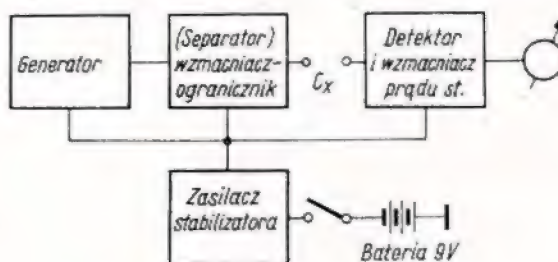 Generator
(Separator)
wzmacniacz-
ogranicznik
Cx
Detektor
i wzmacniacz
prądu st.
Zasilacz
stabilizatora
Bateria 9V